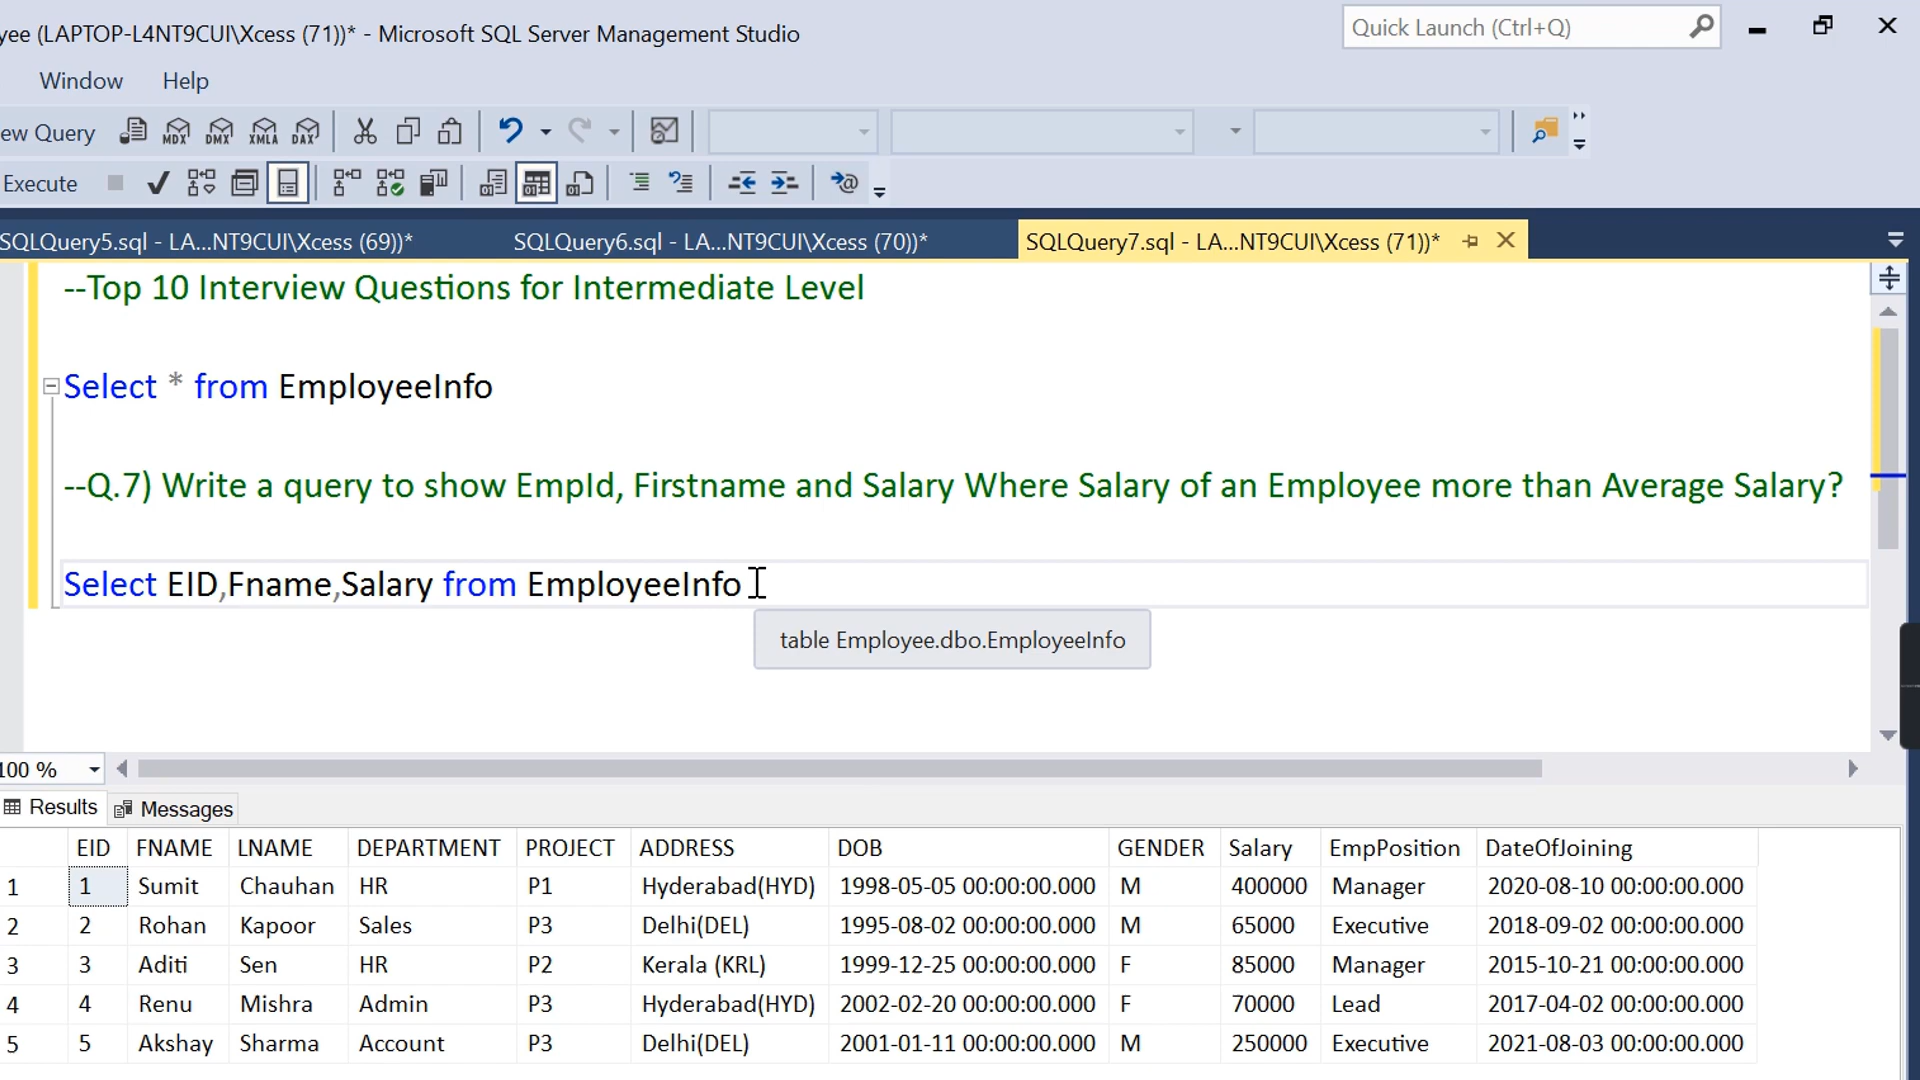 yee (LAPTOP-L4NT9CUI\Xcess (71))* - Microsoft SQL Server Management Studio
Quick Launch (Ctrl+Q)
Window Help
ew Query MDX DMX XMLA DAX
Execute
SQLQuery5.sql - LA...NT9CUI\Xcess (69))* SQLQuery6.sql - LA...NT9CUI\Xcess (70))* SQLQuery7.sql - LA...NT9CUI\Xcess (71))*
--Top 10 Interview Questions for Intermediate Level
Select * from EmployeeInfo
--Q.7) Write a query to show EmpId, Firstname and Salary Where Salary of an Employee more than Average Salary?
Select EID,Fname,Salary from EmployeeInfo
table Employee.dbo.EmployeeInfo
100 %
Results Messages
EID FNAME LNAME DEPARTMENT PROJECT ADDRESS DOB GENDER Salary EmpPosition DateOfJoining
1 1 Sumit Chauhan HR P1 Hyderabad(HYD) 1998-05-05 00:00:00.000 M 400000 Manager 2020-08-10 00:00:00.000
2 2 Rohan Kapoor Sales P3 Delhi(DEL) 1995-08-02 00:00:00.000 M 65000 Executive 2018-09-02 00:00:00.000
3 3 Aditi Sen HR P2 Kerala (KRL) 1999-12-25 00:00:00.000 F 85000 Manager 2015-10-21 00:00:00.000
4 4 Renu Mishra Admin P3 Hyderabad(HYD) 2002-02-20 00:00:00.000 F 70000 Lead 2017-04-02 00:00:00.000
5 5 Akshay Sharma Account P3 Delhi(DEL) 2001-01-11 00:00:00.000 M 250000 Executive 2021-08-03 00:00:00.000